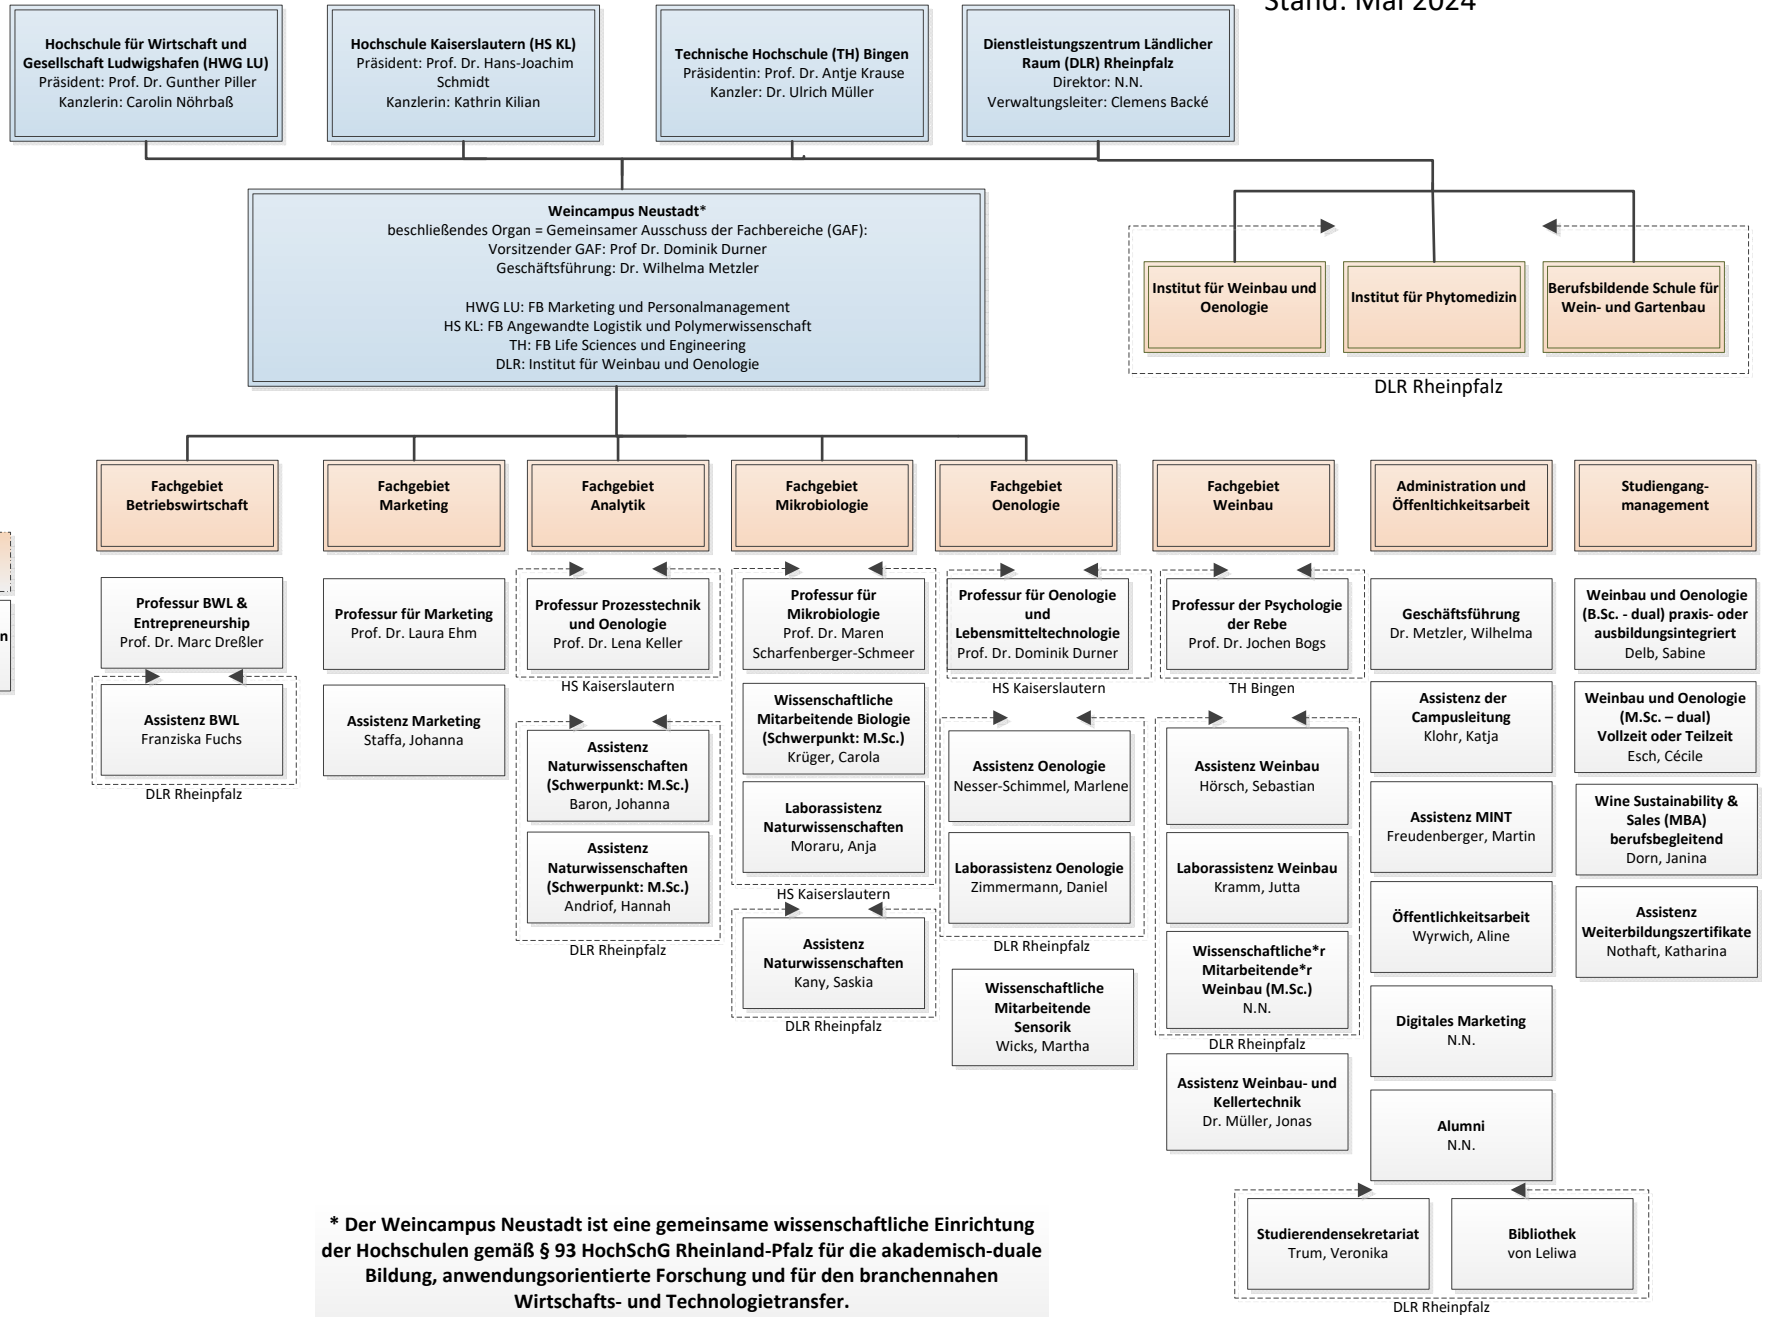 Stand: Mai 2024
Hochschule für Wirtschaft und
Gesellschaft Ludwigshafen (HWG LU)
Präsident: Prof. Dr. Gunther Piller
Kanzlerin: Carolin Nöhrbaß
Hochschule Kaiserslautern (HS KL)
Präsident: Prof. Dr. Hans-Joachim
Schmidt
Kanzlerin: Kathrin Kilian
Technische Hochschule (TH) Bingen
Präsidentin: Prof. Dr. Antje Krause
Kanzler: Dr. Ulrich Müller
Dienstleistungszentrum Ländlicher
Raum (DLR) Rheinpfalz
Direktor: N.N.
Verwaltungsleiter: Clemens Backé
Weincampus Neustadt*
beschließendes Organ = Gemeinsamer Ausschuss der Fachbereiche (GAF):
Vorsitzender GAF: Prof Dr. Dominik Durner
Geschäftsführung: Dr. Wilhelma Metzler
HWG LU: FB Marketing und Personalmanagement
HS KL: FB Angewandte Logistik und Polymerwissenschaft
TH: FB Life Sciences und Engineering
DLR: Institut für Weinbau und Oenologie
Institut für Weinbau und
Oenologie
Institut für Phytomedizin
Berufsbildende Schule für
Wein- und Gartenbau
DLR Rheinpfalz
Fachgebiet
Betriebswirtschaft
Professur BWL &
Entrepreneurship
Prof. Dr. Marc Dreßler
Assistenz BWL
Franziska Fuchs
DLR Rheinpfalz
Fachgebiet
Marketing
Professur für Marketing
Prof. Dr. Laura Ehm
Assistenz Marketing
Staffa, Johanna
Fachgebiet
Analytik
Professur Prozesstechnik
und Oenologie
Prof. Dr. Lena Keller
HS Kaiserslautern
Assistenz
Naturwissenschaften
(Schwerpunkt: M.Sc.)
Baron, Johanna
Assistenz
Naturwissenschaften
(Schwerpunkt: M.Sc.)
Andriof, Hannah
DLR Rheinpfalz
Fachgebiet
Mikrobiologie
Professur für
Mikrobiologie
Prof. Dr. Maren
Scharfenberger-Schmeer
Wissenschaftliche
Mitarbeitende Biologie
(Schwerpunkt: M.Sc.)
Krüger, Carola
Laborassistenz
Naturwissenschaften
Moraru, Anja
HS Kaiserslautern
Assistenz
Naturwissenschaften
Kany, Saskia
DLR Rheinpfalz
Fachgebiet
Oenologie
Professur für Oenologie
und
Lebensmitteltechnologie
Prof. Dr. Dominik Durner
HS Kaiserslautern
Assistenz Oenologie
Nesser-Schimmel, Marlene
Laborassistenz Oenologie
Zimmermann, Daniel
DLR Rheinpfalz
Wissenschaftliche
Mitarbeitende
Sensorik
Wicks, Martha
Fachgebiet
Weinbau
Professur der Psychologie
der Rebe
Prof. Dr. Jochen Bogs
TH Bingen
Assistenz Weinbau
Hörsch, Sebastian
Laborassistenz Weinbau
Kramm, Jutta
Wissenschaftliche*r
Mitarbeitende*r
Weinbau (M.Sc.)
N.N.
DLR Rheinpfalz
Assistenz Weinbau- und
Kellertechnik
Dr. Müller, Jonas
Administration und
Öffenltichkeitsarbeit
Geschäftsführung
Dr. Metzler, Wilhelma
Assistenz der
Campusleitung
Klohr, Katja
Assistenz MINT
Freudenberger, Martin
Öffentlichkeitsarbeit
Wyrwich, Aline
Digitales Marketing
N.N.
Alumni
N.N.
Studiengang-
management
Weinbau und Oenologie
(B.Sc. - dual) praxis- oder
ausbildungsintegriert
Delb, Sabine
Weinbau und Oenologie
(M.Sc. – dual)
Vollzeit oder Teilzeit
Esch, Cécile
Wine Sustainability &
Sales (MBA)
berufsbegleitend
Dorn, Janina
Assistenz
Weiterbildungszertifikate
Nothaft, Katharina
Studierendensekretariat
Trum, Veronika
Bibliothek
von Leliwa
DLR Rheinpfalz
* Der Weincampus Neustadt ist eine gemeinsame wissenschaftliche Einrichtung
der Hochschulen gemäß § 93 HochSchG Rheinland-Pfalz für die akademisch-duale
Bildung, anwendungsorientierte Forschung und für den branchennahen
Wirtschafts- und Technologietransfer.